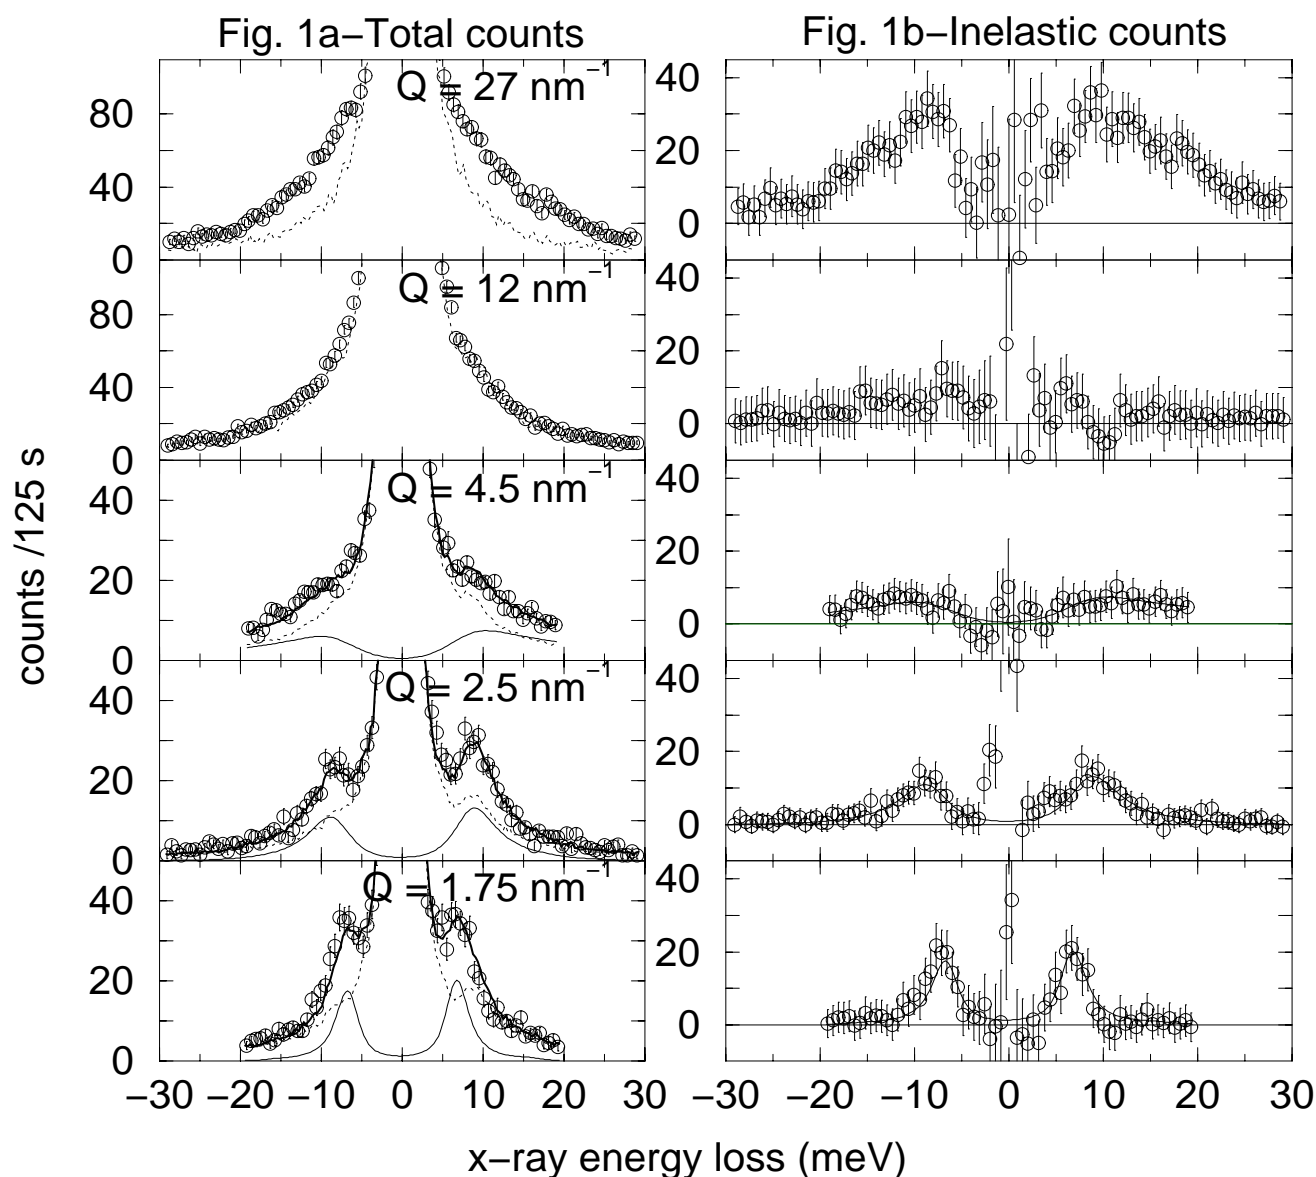 Fig. 1a−Total counts
Fig. 1b−Inelastic counts
Q = 27 nm⁻¹
80
40
0
40
20
0
Q = 12 nm⁻¹
80
40
0
40
20
0
Q = 4.5 nm⁻¹
40
20
0
40
20
0
Q = 2.5 nm⁻¹
40
20
0
40
20
0
Q = 1.75 nm⁻¹
40
20
0
40
20
0
counts /125 s
−30 −20 −10 0 10 20 30
−30 −20 −10 0 10 20 30
x−ray energy loss (meV)